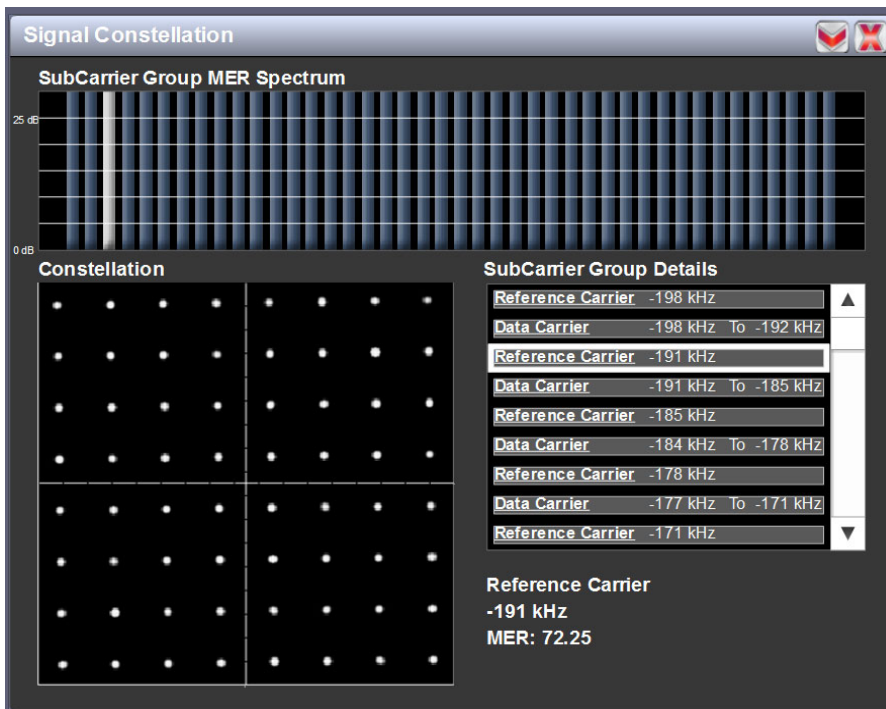 Signal Constellation
SubCarrier Group MER Spectrum
25 dB
0 dB
Constellation
SubCarrier Group Details
Reference Carrier -198 kHz
Data Carrier -198 kHz To -192 kHz
Reference Carrier -191 kHz
Data Carrier -191 kHz To -185 kHz
Reference Carrier -185 kHz
Data Carrier -184 kHz To -178 kHz
Reference Carrier -178 kHz
Data Carrier -177 kHz To -171 kHz
Reference Carrier -171 kHz
Reference Carrier
-191 kHz
MER: 72.25